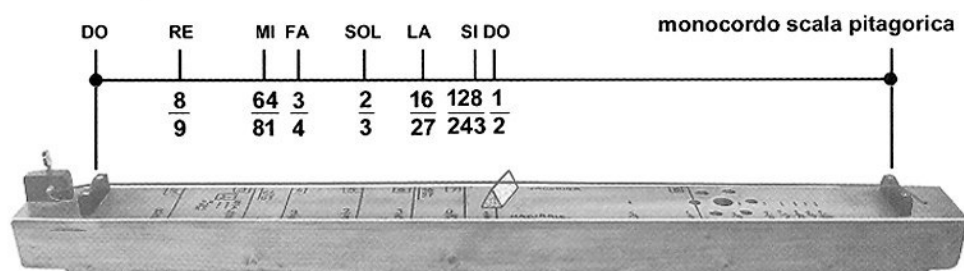 monocordo scala pitagorica
DO RE MI FA SOL LA SI DO
8/9 64/81 3/4 2/3 16/27 128/243 1/2